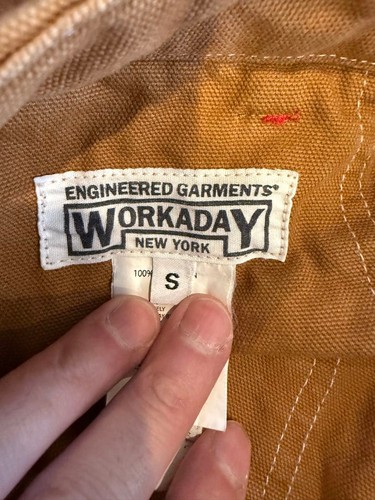 ENGINEERED GARMENTS®
WORKADAY
NEW YORK
100%
S